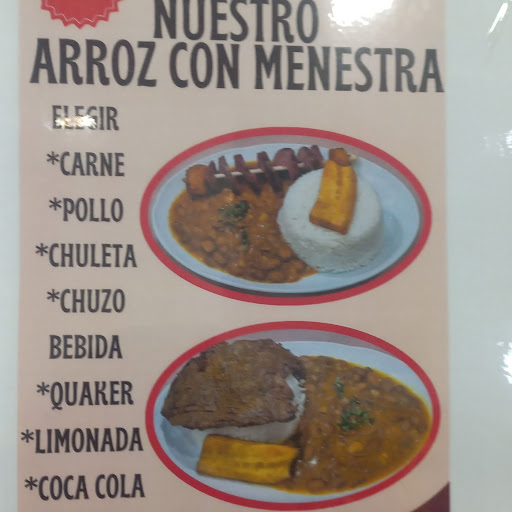 NUESTRO
ARROZ CON MENESTRA
ELEGIR
*CARNE
*POLLO
*CHULETA
*CHUZO
BEBIDA
*QUAKER
*LIMONADA
*COCA COLA